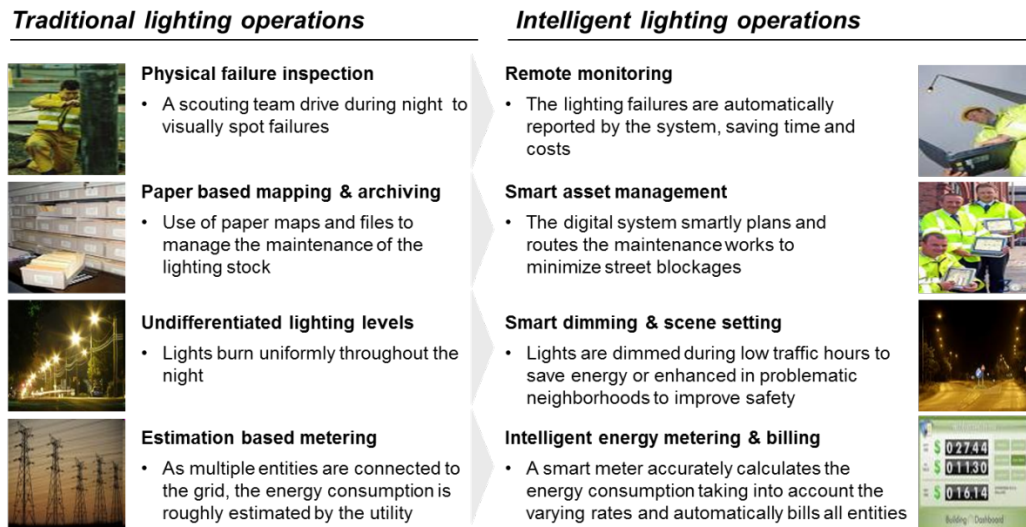 Traditional lighting operations
Intelligent lighting operations
Physical failure inspection
• A scouting team drive during night to
visually spot failures
Remote monitoring
• The lighting failures are automatically
reported by the system, saving time and
costs
Paper based mapping & archiving
• Use of paper maps and files to
manage the maintenance of the
lighting stock
Smart asset management
• The digital system smartly plans and
routes the maintenance works to
minimize street blockages
Undifferentiated lighting levels
• Lights burn uniformly throughout the
night
Smart dimming & scene setting
• Lights are dimmed during low traffic hours to
save energy or enhanced in problematic
neighborhoods to improve safety
Estimation based metering
• As multiple entities are connected to
the grid, the energy consumption is
roughly estimated by the utility
Intelligent energy metering & billing
• A smart meter accurately calculates the
energy consumption taking into account the
varying rates and automatically bills all entities
$ 02744
$ 01130
$ 01614
Building Dashboard